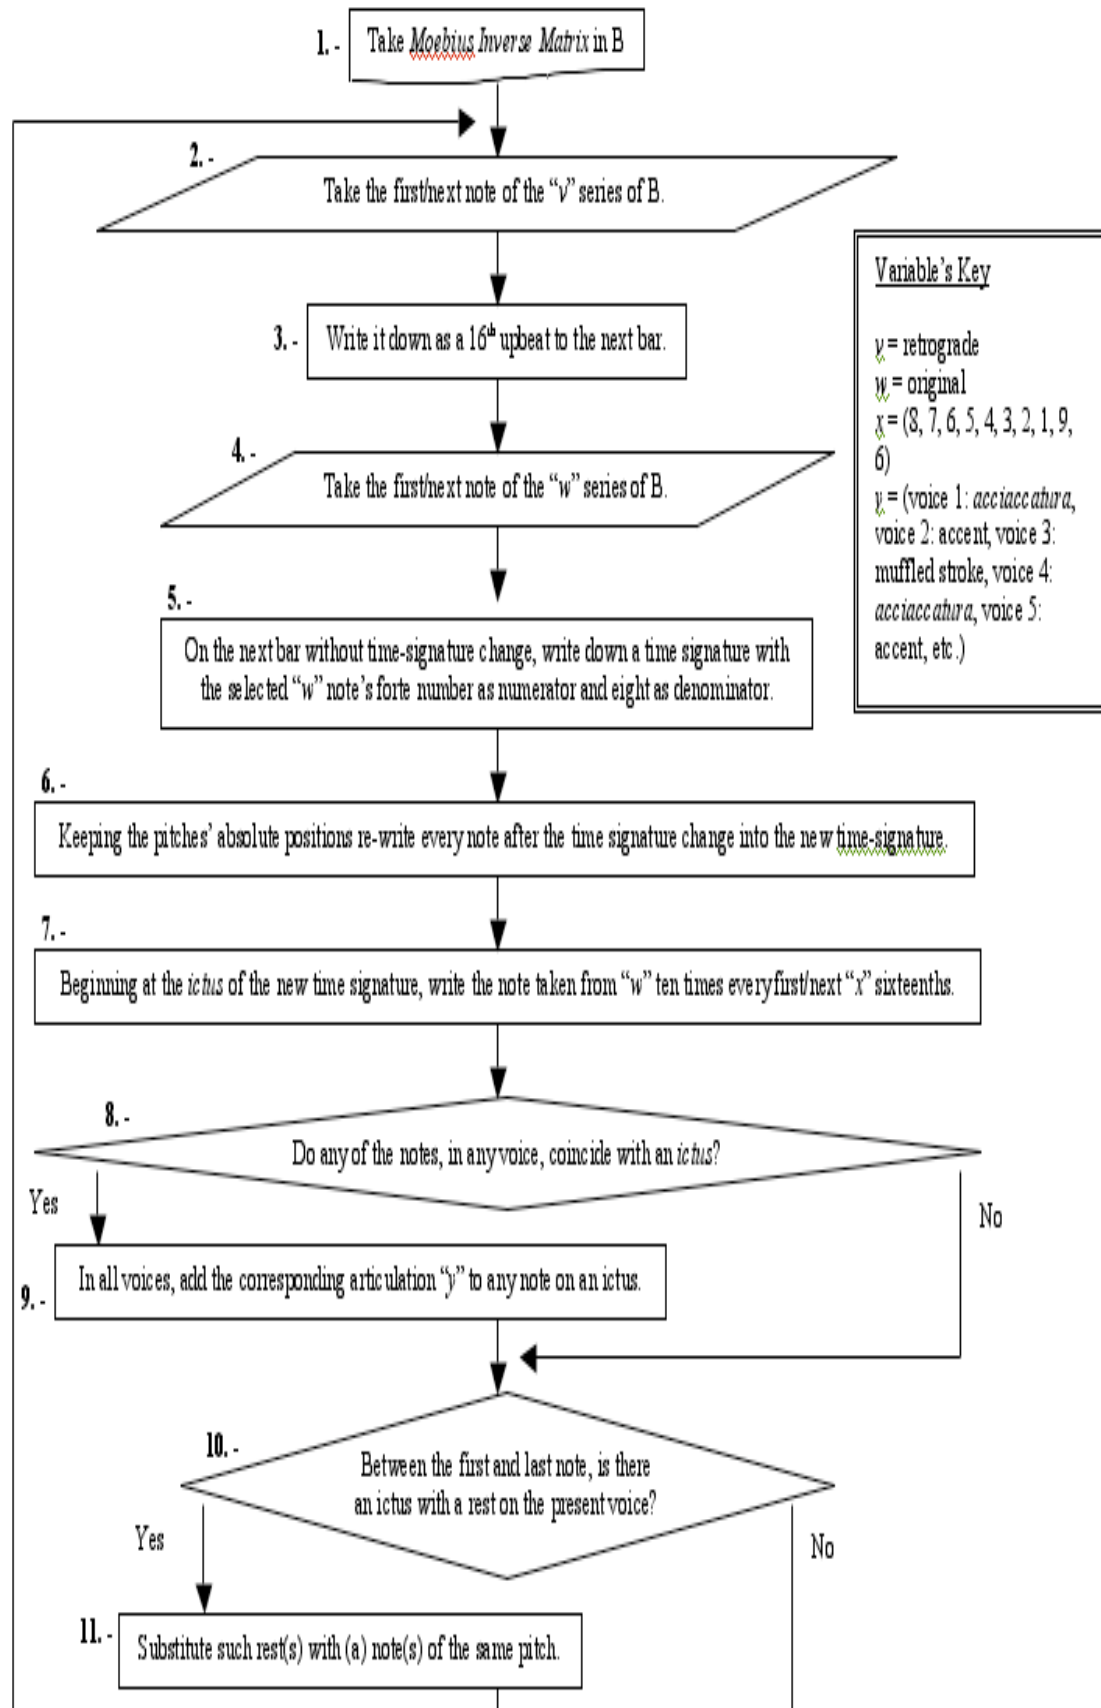 1. - Take Moebius Inverse Matrix in B
2. -
Take the first/next note of the “v” series of B.
3. - Write it down as a 16th upbeat to the next bar.
4. -
Take the first/next note of the “w” series of B.
5. -
On the next bar without time-signature change, write down a time signature with
the selected “w” note’s forte number as numerator and eight as denominator.
6. -
Keeping the pitches’ absolute positions re-write every note after the time signature change into the new time-signature.
7. -
Beginning at the ictus of the new time signature, write the note taken from “w” ten times every first/next “x” sixteenths.
8. -
Do any of the notes, in any voice, coincide with an ictus?
Yes
No
9. - In all voices, add the corresponding articulation “y” to any note on an ictus.
10. -
Between the first and last note, is there
an ictus with a rest on the present voice?
Yes
No
11. - Substitute such rest(s) with (a) note(s) of the same pitch.
Variable’s Key
v = retrograde
w = original
x = (8, 7, 6, 5, 4, 3, 2, 1, 9,
6)
y = (voice 1: acciaccatura,
voice 2: accent, voice 3:
muffled stroke, voice 4:
acciaccatura, voice 5:
accent, etc.)